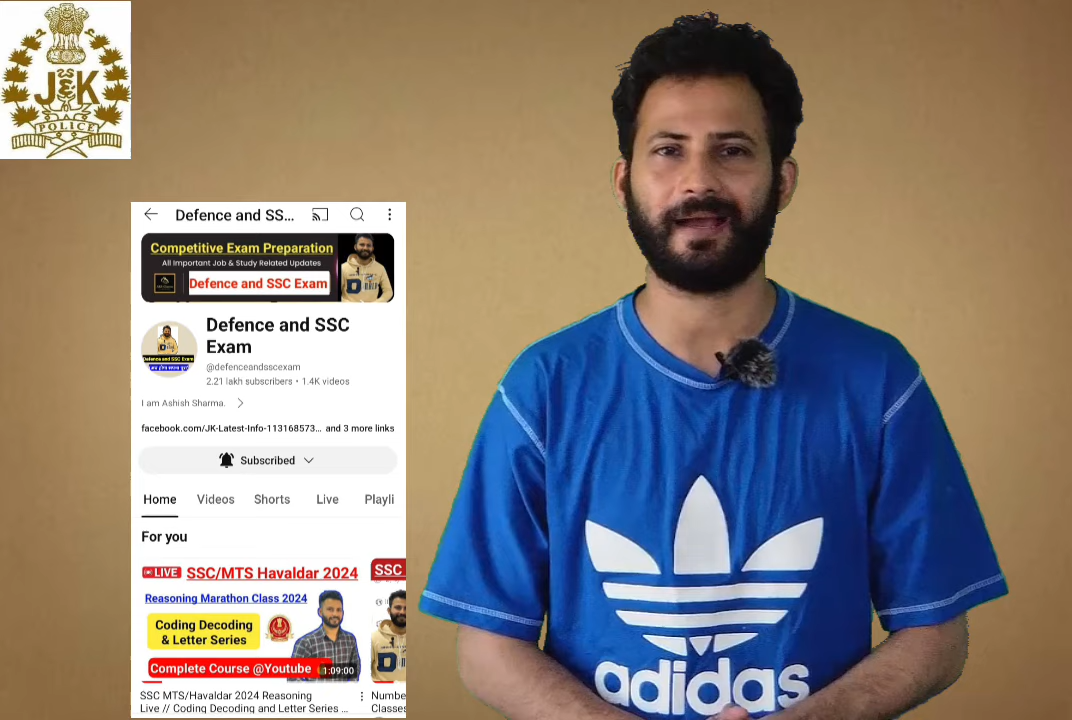 J&K
POLICE
Defence and SS...
Competitive Exam Preparation
All Important Job & Study Related Updates
Defence and SSC Exam
Defence and SSC
Exam
Defence and SSC Exam
@defenceandsscexam
2.21 lakh subscribers • 1.4K videos
I am Ashish Sharma.
facebook.com/JK-Latest-Info-113168573... and 3 more links
Subscribed
Home Videos Shorts Live Playli
For you
LIVE SSC/MTS Havaldar 2024
SSC
Reasoning Marathon Class 2024
Coding Decoding
& Letter Series
Complete Course @Youtube
1:09:00
SSC MTS/Havaldar 2024 Reasoning
Live // Coding Decoding and Letter Series ...
Numbe
Classes
adidas